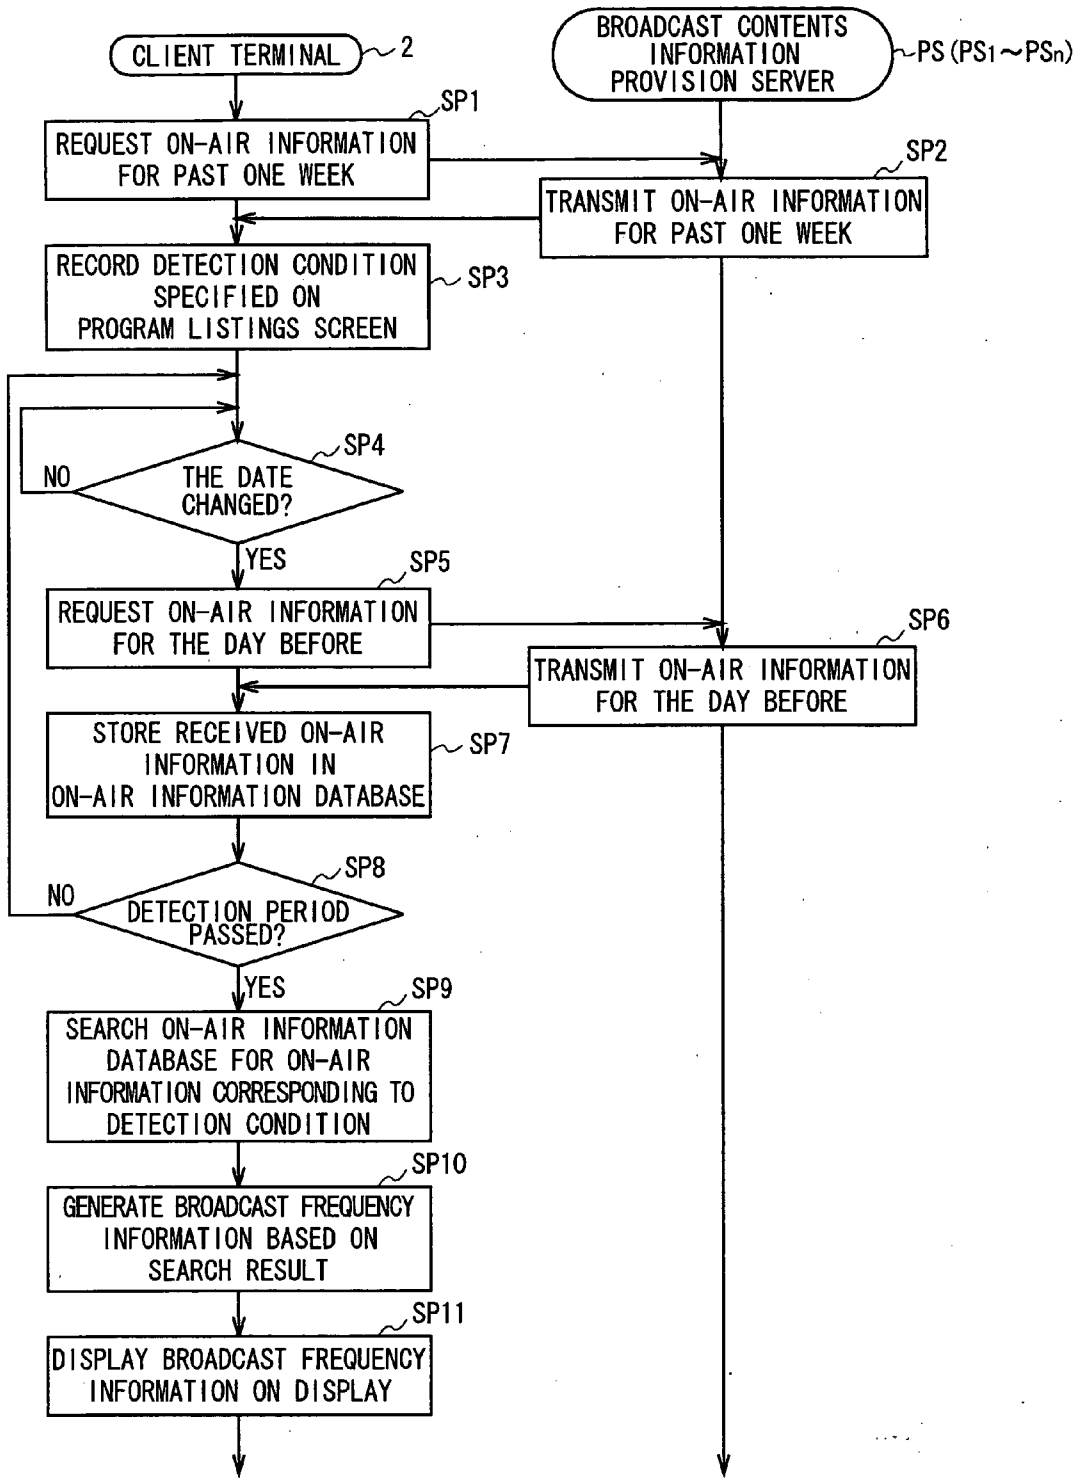 CLIENT TERMINAL
2
BROADCAST CONTENTS
INFORMATION
PROVISION SERVER
PS (PS1~PSn)
SP1
REQUEST ON-AIR INFORMATION
FOR PAST ONE WEEK
SP2
TRANSMIT ON-AIR INFORMATION
FOR PAST ONE WEEK
RECORD DETECTION CONDITION
SPECIFIED ON
PROGRAM LISTINGS SCREEN
SP3
SP4
NO
THE DATE
CHANGED?
YES
SP5
REQUEST ON-AIR INFORMATION
FOR THE DAY BEFORE
SP6
TRANSMIT ON-AIR INFORMATION
FOR THE DAY BEFORE
STORE RECEIVED ON-AIR
INFORMATION IN
ON-AIR INFORMATION DATABASE
SP7
SP8
NO
DETECTION PERIOD
PASSED?
YES
SP9
SEARCH ON-AIR INFORMATION
DATABASE FOR ON-AIR
INFORMATION CORRESPONDING TO
DETECTION CONDITION
SP10
GENERATE BROADCAST FREQUENCY
INFORMATION BASED ON
SEARCH RESULT
SP11
DISPLAY BROADCAST FREQUENCY
INFORMATION ON DISPLAY